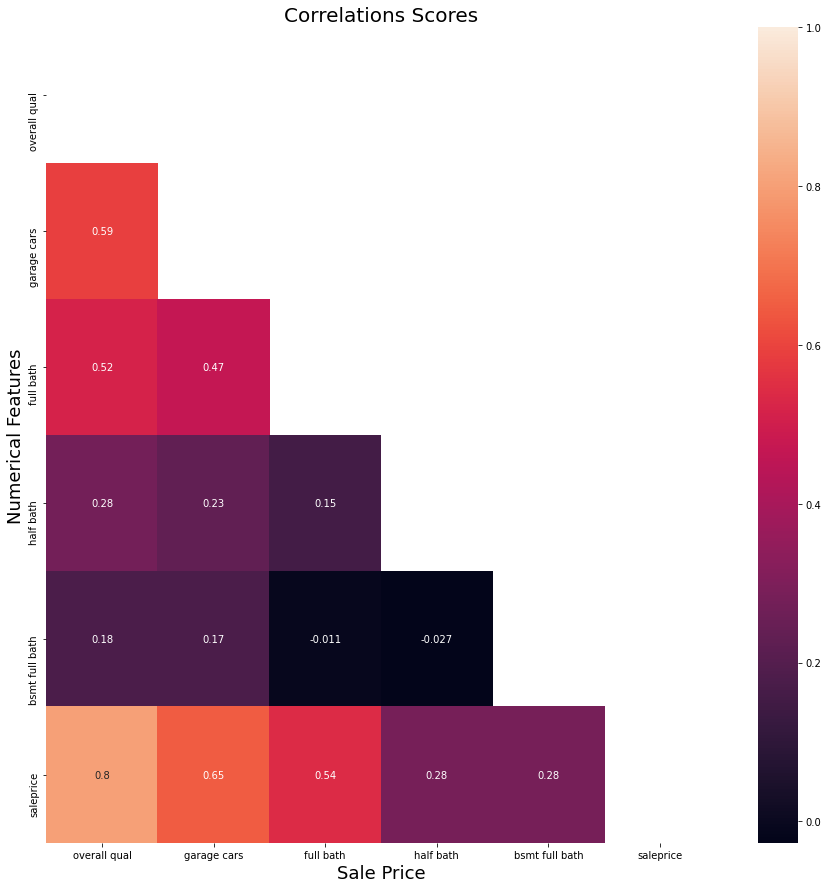 Correlations Scores
1.0
overall qual
0.8
garage cars
0.59
0.6
full bath
0.52 0.47
Numerical Features
0.4
half bath
0.28 0.23 0.15
0.2
bsmt full bath
0.18 0.17 -0.011 -0.027
saleprice
0.8 0.65 0.54 0.28 0.28
0.0
overall qual garage cars full bath half bath bsmt full bath saleprice
Sale Price